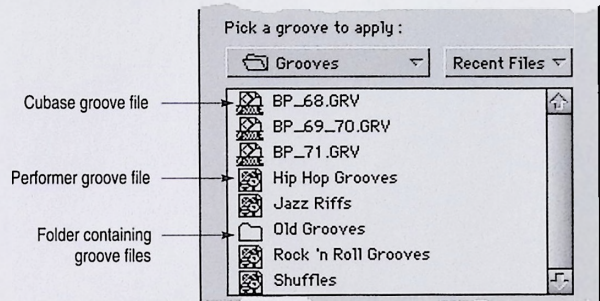 Pick a groove to apply :
Grooves
Recent Files
Cubase groove file
BP_68.GRV
BP_69_70.GRV
BP_71.GRV
Performer groove file
Hip Hop Grooves
Jazz Riffs
Folder containing
groove files
Old Grooves
Rock 'n Roll Grooves
Shuffles